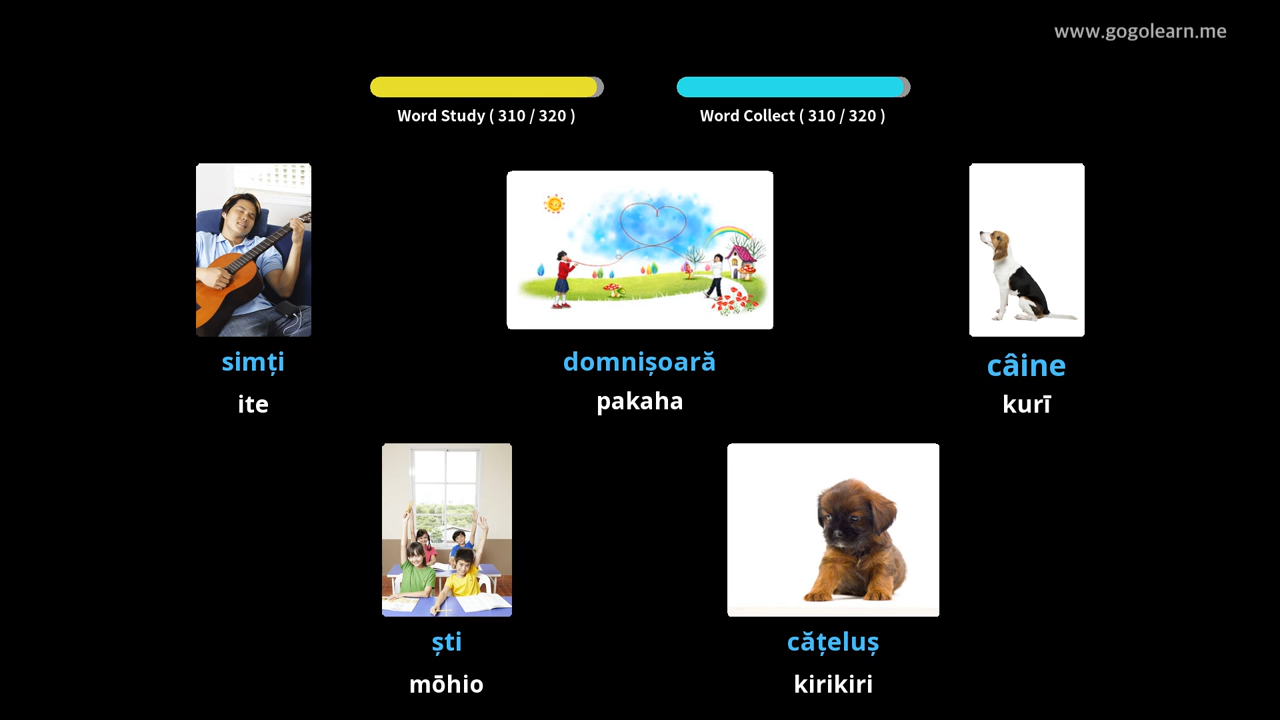 www.gogolearn.me
Word Study ( 310 / 320 )
Word Collect ( 310 / 320 )
simți
domnișoară
câine
ite
pakaha
kurī
ști
cățeluș
mōhio
kirikiri